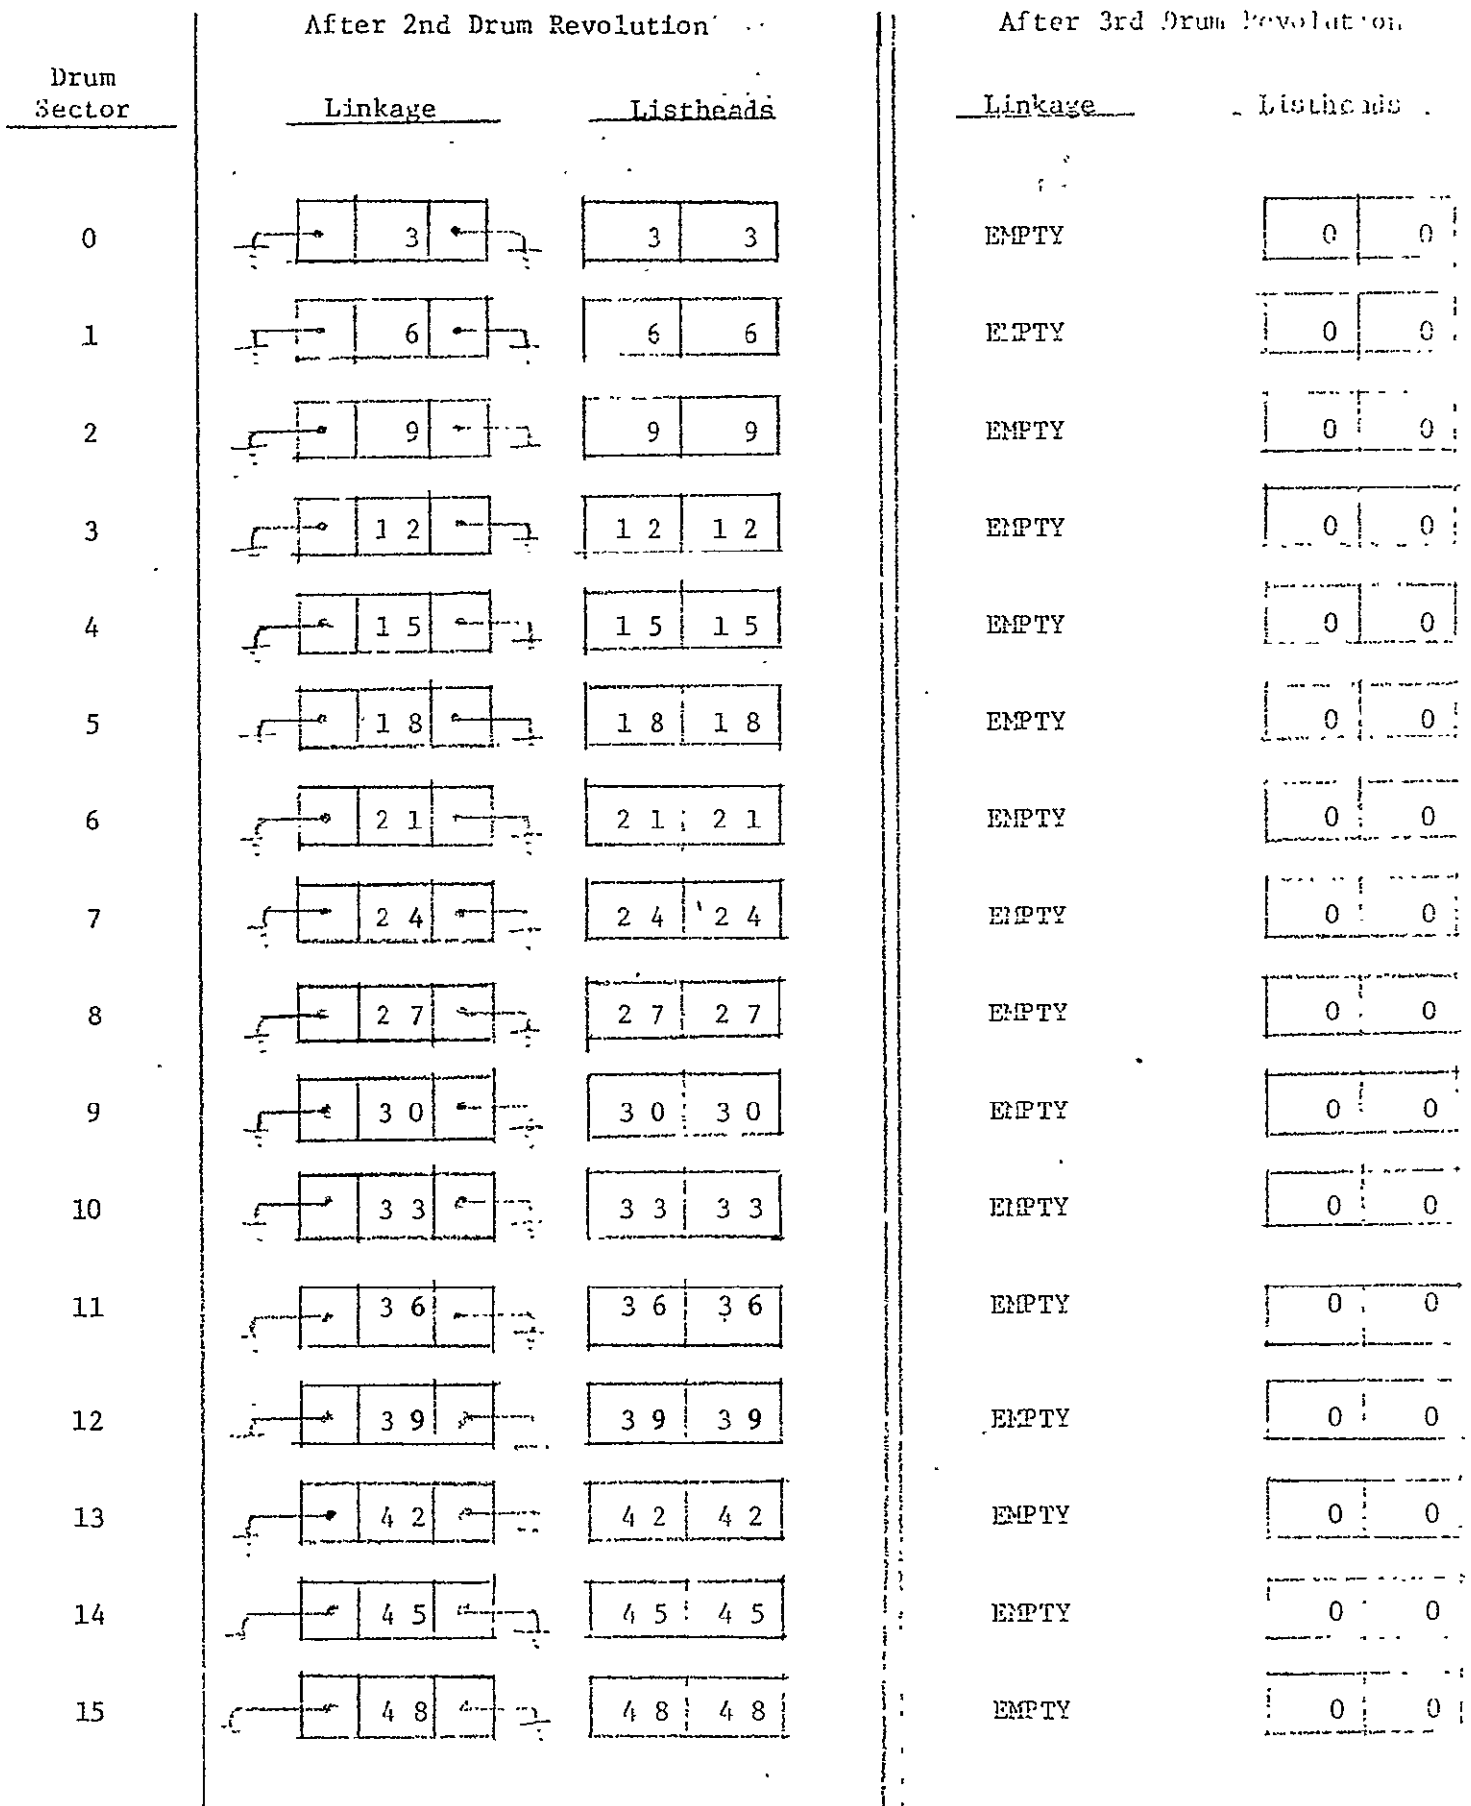 After 2nd Drum Revolution After 3rd Drum Revolution
Drum
Sector Linkage Listheads Linkage Listheads
0 3 3 3 EMPTY 0 0
1 6 6 6 EMPTY 0 0
2 9 9 9 EMPTY 0 0
3 12 12 12 EMPTY 0 0
4 15 15 15 EMPTY 0 0
5 18 18 18 EMPTY 0 0
6 21 21 21 EMPTY 0 0
7 24 24 24 EMPTY 0 0
8 27 27 27 EMPTY 0 0
9 30 30 30 EMPTY 0 0
10 33 33 33 EMPTY 0 0
11 36 36 36 EMPTY 0 0
12 39 39 39 EMPTY 0 0
13 42 42 42 EMPTY 0 0
14 45 45 45 EMPTY 0 0
15 48 48 48 EMPTY 0 0